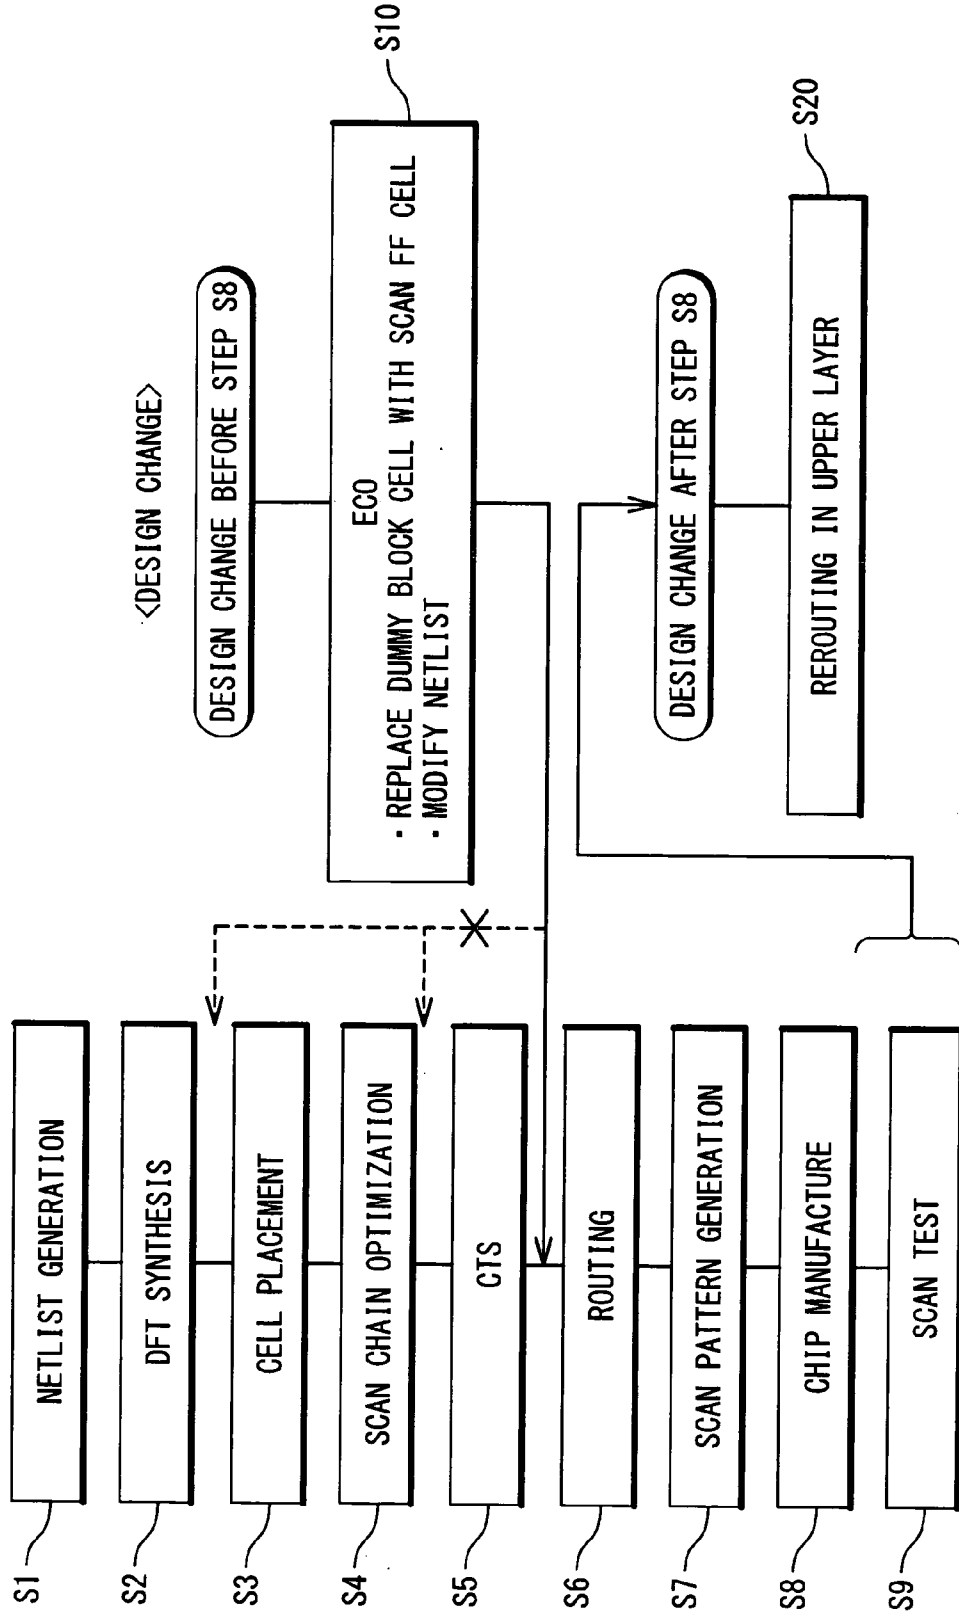 S1
NETLIST GENERATION
S2
DFT SYNTHESIS
S3
CELL PLACEMENT
S4
SCAN CHAIN OPTIMIZATION
S5
CTS
S6
ROUTING
S7
SCAN PATTERN GENERATION
S8
CHIP MANUFACTURE
S9
SCAN TEST
<DESIGN CHANGE>
DESIGN CHANGE BEFORE STEP S8
S10
ECO
・REPLACE DUMMY BLOCK CELL WITH SCAN FF CELL
・MODIFY NETLIST
DESIGN CHANGE AFTER STEP S8
S20
REROUTING IN UPPER LAYER